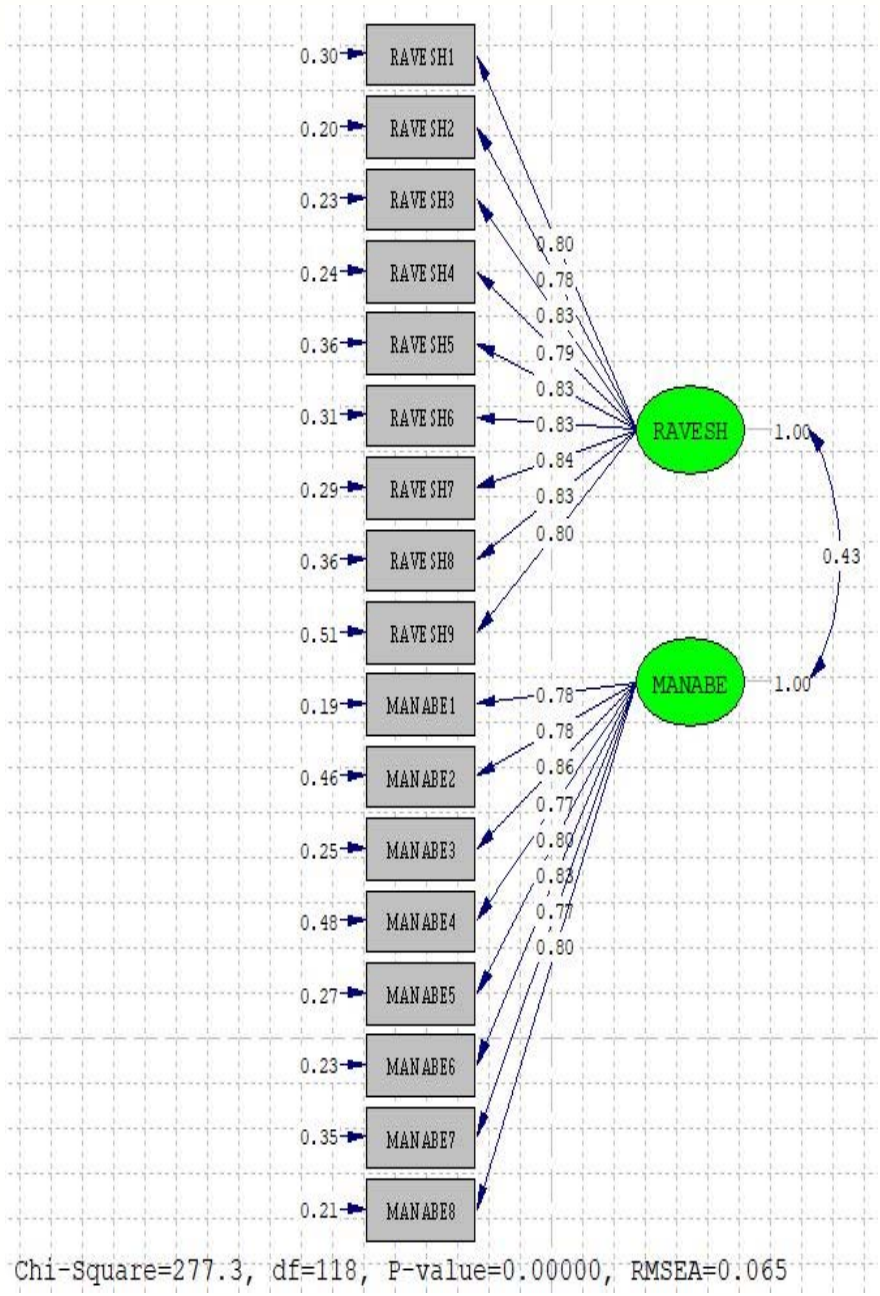 0.30 RAVESH1
0.20 RAVESH2
0.23 RAVESH3
0.24 RAVESH4
0.36 RAVESH5
0.31 RAVESH6
0.29 RAVESH7
0.36 RAVESH8
0.51 RAVESH9
0.19 MANABE1
0.46 MANABE2
0.25 MANABE3
0.48 MANABE4
0.27 MANABE5
0.23 MANABE6
0.35 MANABE7
0.21 MANABE8
0.80
0.78
0.83
0.79
0.83
0.83
0.84
0.83
0.80
0.78
0.78
0.86
0.77
0.80
0.83
0.77
0.80
RAVESH 1.00
0.43
MANABE 1.00
Chi-Square=277.3, df=118, P-value=0.00000, RMSEA=0.065